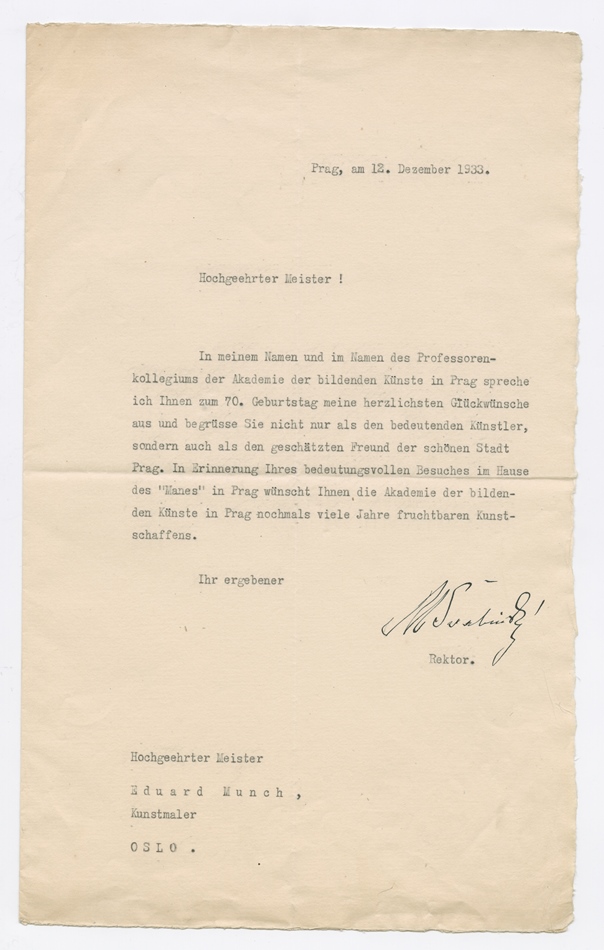 Prag, am 12. Dezember 1933.
Hochgeehrter Meister !
In meinem Namen und im Namen des Professoren-
kollegiums der Akademie der bildenden Künste in Prag spreche
ich Ihnen zum 70. Geburtstag meine herzlichsten Glückwünsche
aus und begrüsse Sie nicht nur als den bedeutenden Künstler,
sondern auch als den geschätzten Freund der schönen Stadt
Prag. In Erinnerung Ihres bedeutungsvollen Besuches im Hause
des "Manes" in Prag wünscht Ihnen die Akademie der bilden-
den Künste in Prag nochmals viele Jahre fruchtbaren Kunst-
schaffens.
Ihr ergebener
Rektor.
Hochgeehrter Meister
Eduard Munch ,
Kunstmaler
OSLO .